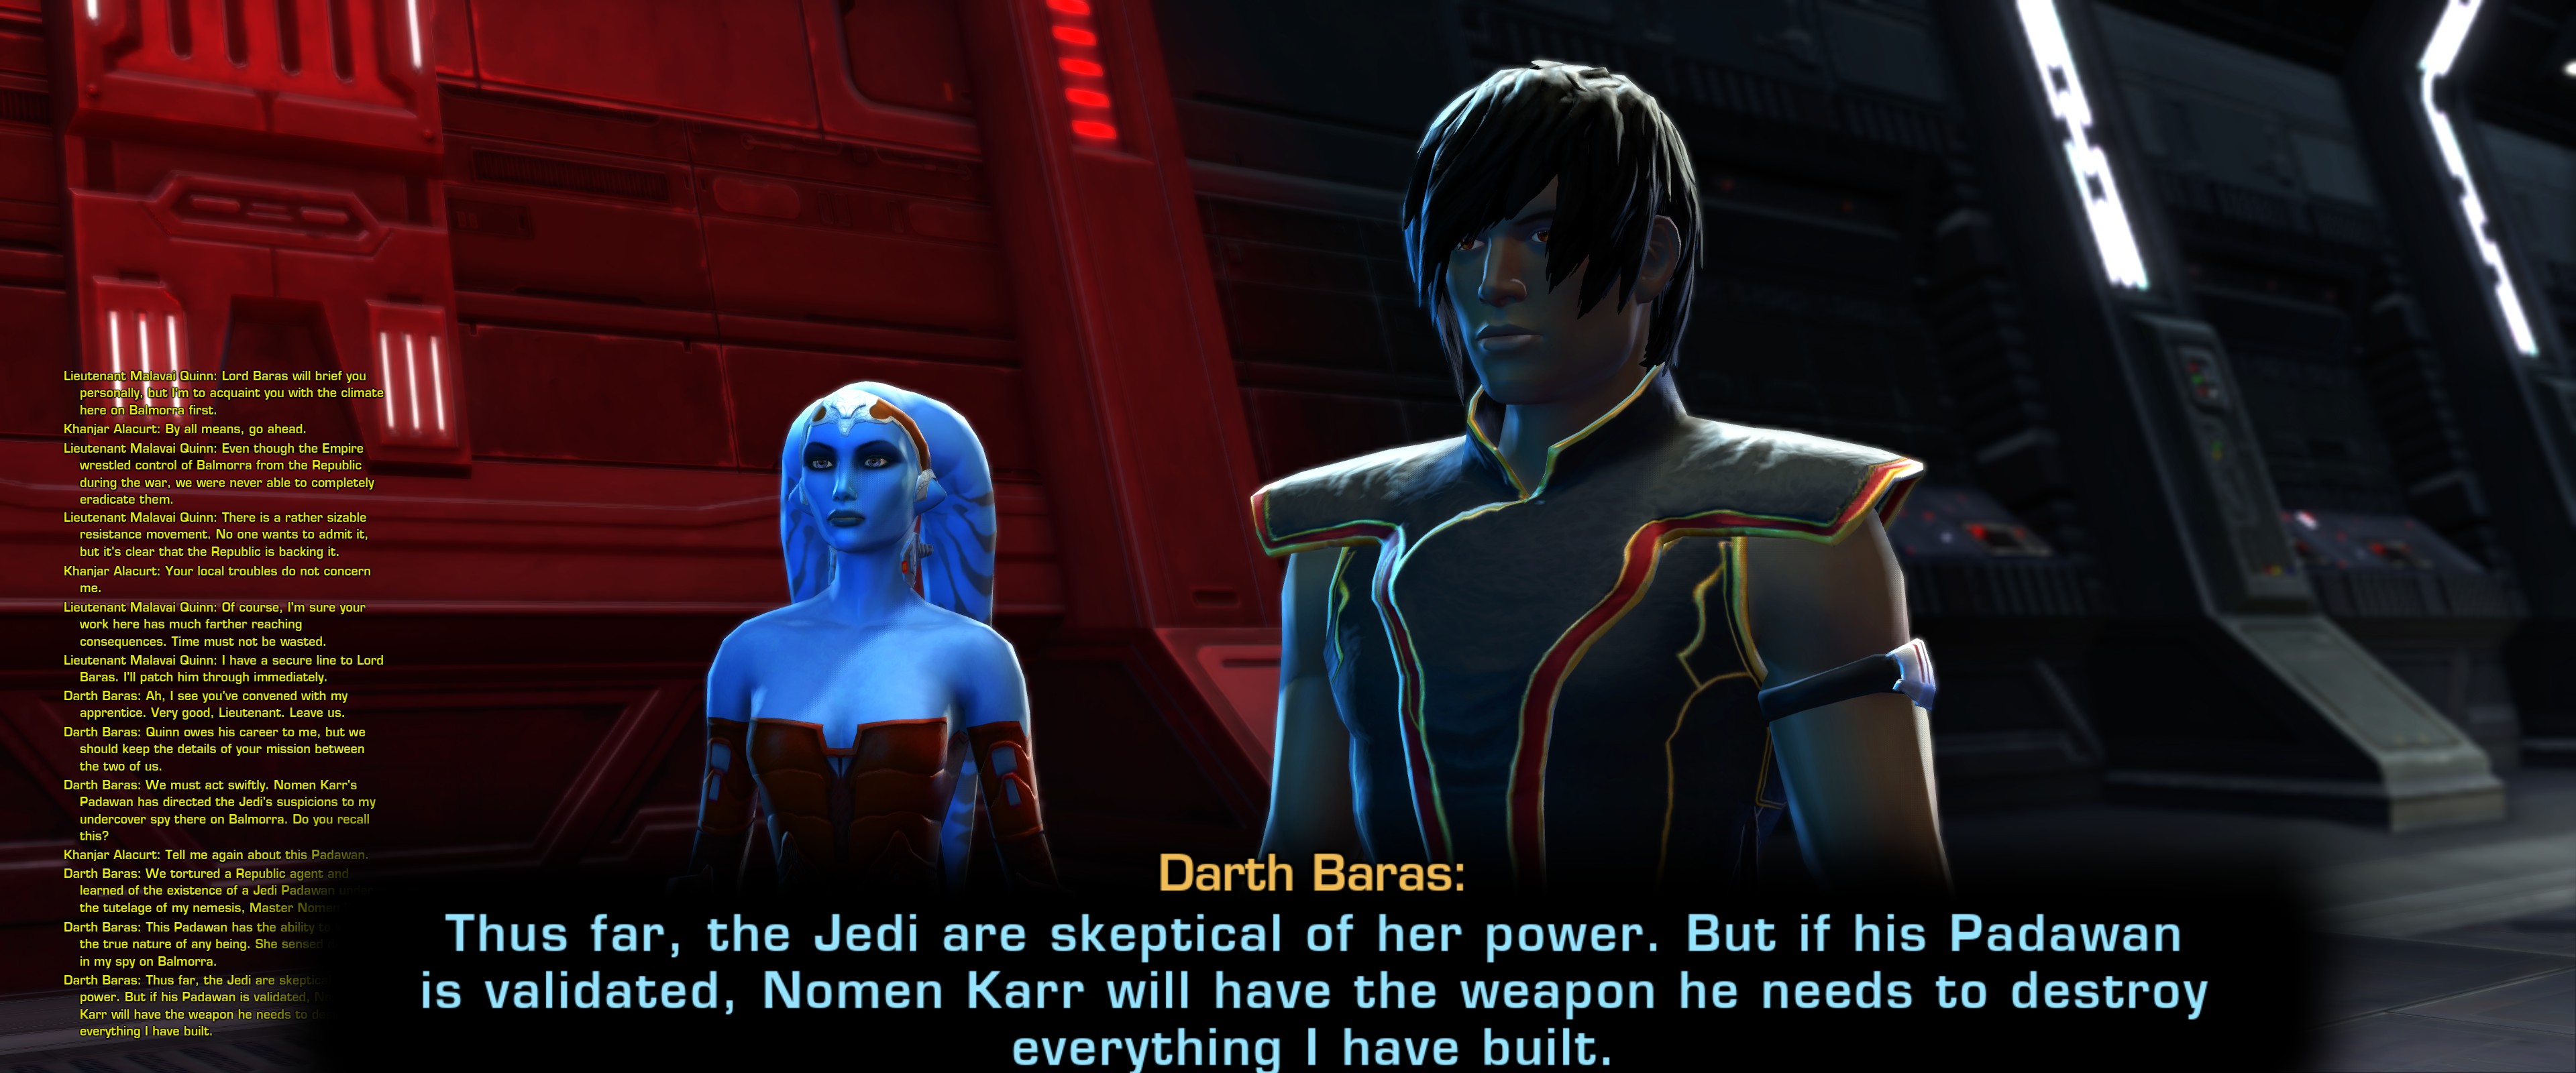 Lieutenant Malavai Quinn: Lord Baras will brief you
personally, but I'm to acquaint you with the climate
here on Balmorra first.
Khanjar Alacurt: By all means, go ahead.
Lieutenant Malavai Quinn: Even though the Empire
wrestled control of Balmorra from the Republic
during the war, we were never able to completely
eradicate them.
Lieutenant Malavai Quinn: There is a rather sizable
resistance movement. No one wants to admit it,
but it's clear that the Republic is backing it.
Khanjar Alacurt: Your local troubles do not concern
me.
Lieutenant Malavai Quinn: Of course, I'm sure your
work here has much farther reaching
consequences. Time must not be wasted.
Lieutenant Malavai Quinn: I have a secure line to Lord
Baras. I'll patch him through immediately.
Darth Baras: Ah, I see you've convened with my
apprentice. Very good, Lieutenant. Leave us.
Darth Baras: Quinn owes his career to me, but we
should keep the details of your mission between
the two of us.
Darth Baras: We must act swiftly. Nomen Karr's
Padawan has directed the Jedi's suspicions to my
undercover spy there on Balmorra. Do you recall
this?
Khanjar Alacurt: Tell me again about this Padawan.
Darth Baras: We tortured a Republic agent and
learned of the existence of a Jedi Padawan under
the tutelage of my nemesis, Master Nomen
Darth Baras: This Padawan has the ability to
the true nature of any being. She sensed
in my spy on Balmorra.
Darth Baras: Thus far, the Jedi are
power. But if his Padawan is validated,
Karr will have the weapon he needs to
everything I have built.
Darth Baras:
Thus far, the Jedi are skeptical of her power. But if his Padawan
is validated, Nomen Karr will have the weapon he needs to destroy
everything I have built.